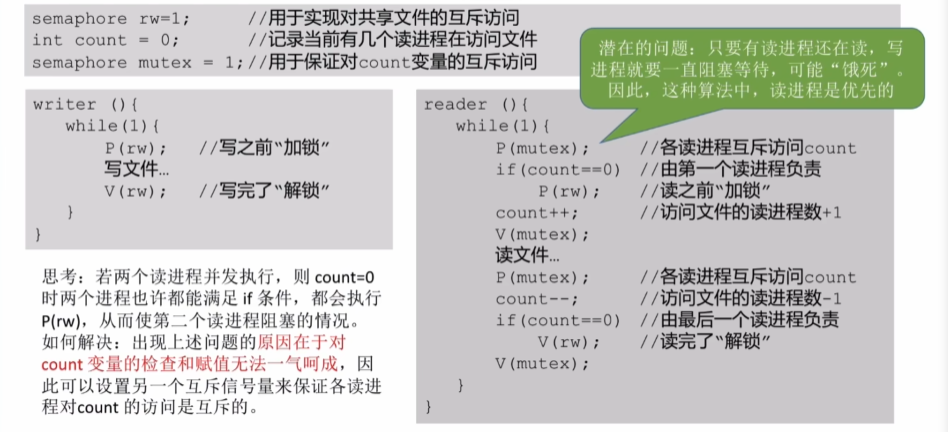 semaphore rw=1; //用于实现对共享文件的互斥访问
int count = 0; //记录当前有几个读进程在访问文件
semaphore mutex = 1;//用于保证对count变量的互斥访问
潜在的问题：只要有读进程还在读，写
进程就要一直阻塞等待，可能“饿死”。
因此，这种算法中，读进程是优先的
writer (){
while(1){
P(rw); //写之前“加锁”
写文件…
V(rw); //写完了“解锁”
}
}
思考：若两个读进程并发执行，则 count=0
时两个进程也许都能满足 if 条件，都会执行
P(rw)，从而使第二个读进程阻塞的情况。
如何解决：出现上述问题的原因在于对
count 变量的检查和赋值无法一气呵成，因
此可以设置另一个互斥信号量来保证各读进
程对count 的访问是互斥的。
reader (){
while(1){
P(mutex); //各读进程互斥访问count
if(count==0) //由第一个读进程负责
P(rw); //读之前“加锁”
count++; //访问文件的读进程数+1
V(mutex);
读文件…
P(mutex); //各读进程互斥访问count
count--; //访问文件的读进程数-1
if(count==0) //由最后一个读进程负责
V(rw); //读完了“解锁”
V(mutex);
}
}